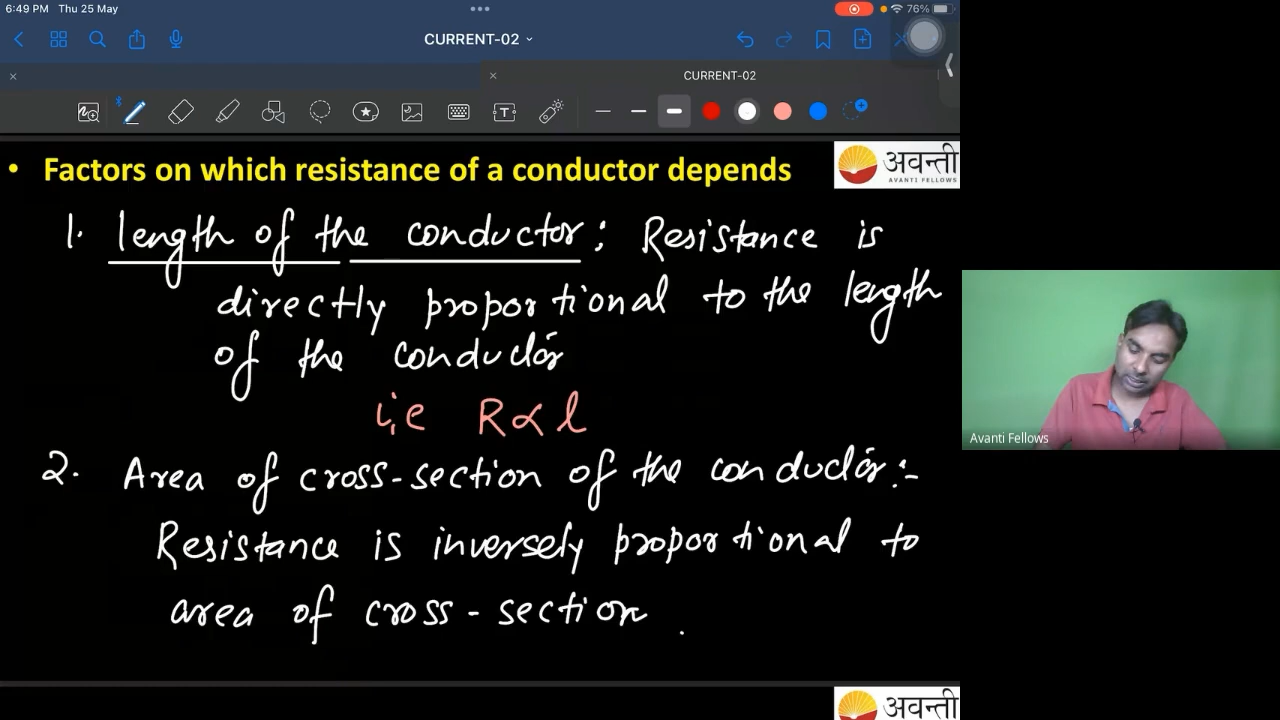 6:49 PM Thu 25 May
76%
CURRENT-02
CURRENT-02
• Factors on which resistance of a conductor depends
अवन्ती
AVANTI FELLOWS
1. length of the conductor : Resistance is
directly proportional to the length
of the conductor
i,e R ∝ l
2. Area of cross-section of the conductor :-
Resistance is inversely proportional to
area of cross-section .
Avanti Fellows
अवन्ती